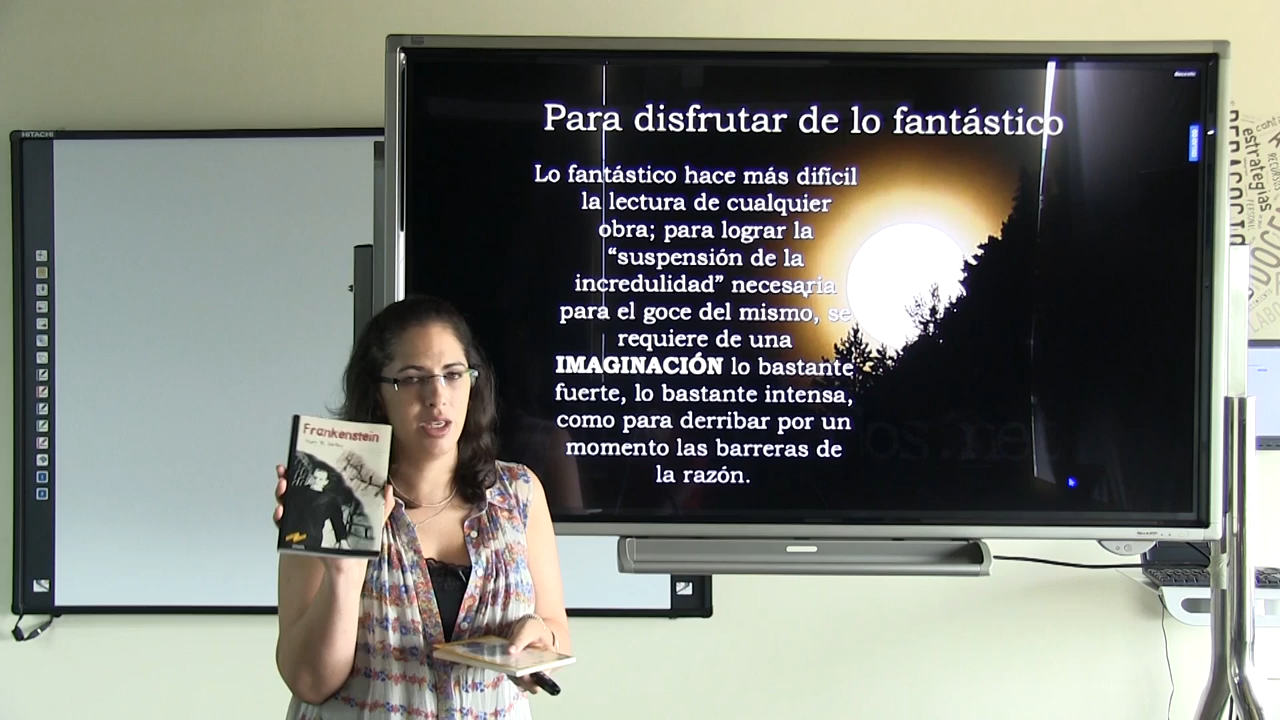 HITACHI
Para disfrutar de lo fantástico
Lo fantástico hace más difícil
la lectura de cualquier
obra; para lograr la
“suspensión de la
incredulidad” necesaria
para el goce del mismo, se
requiere de una
IMAGINACIÓN lo bastante
fuerte, lo bastante intensa,
como para derribar por un
momento las barreras de
la razón.
Frankenstein
estrategias